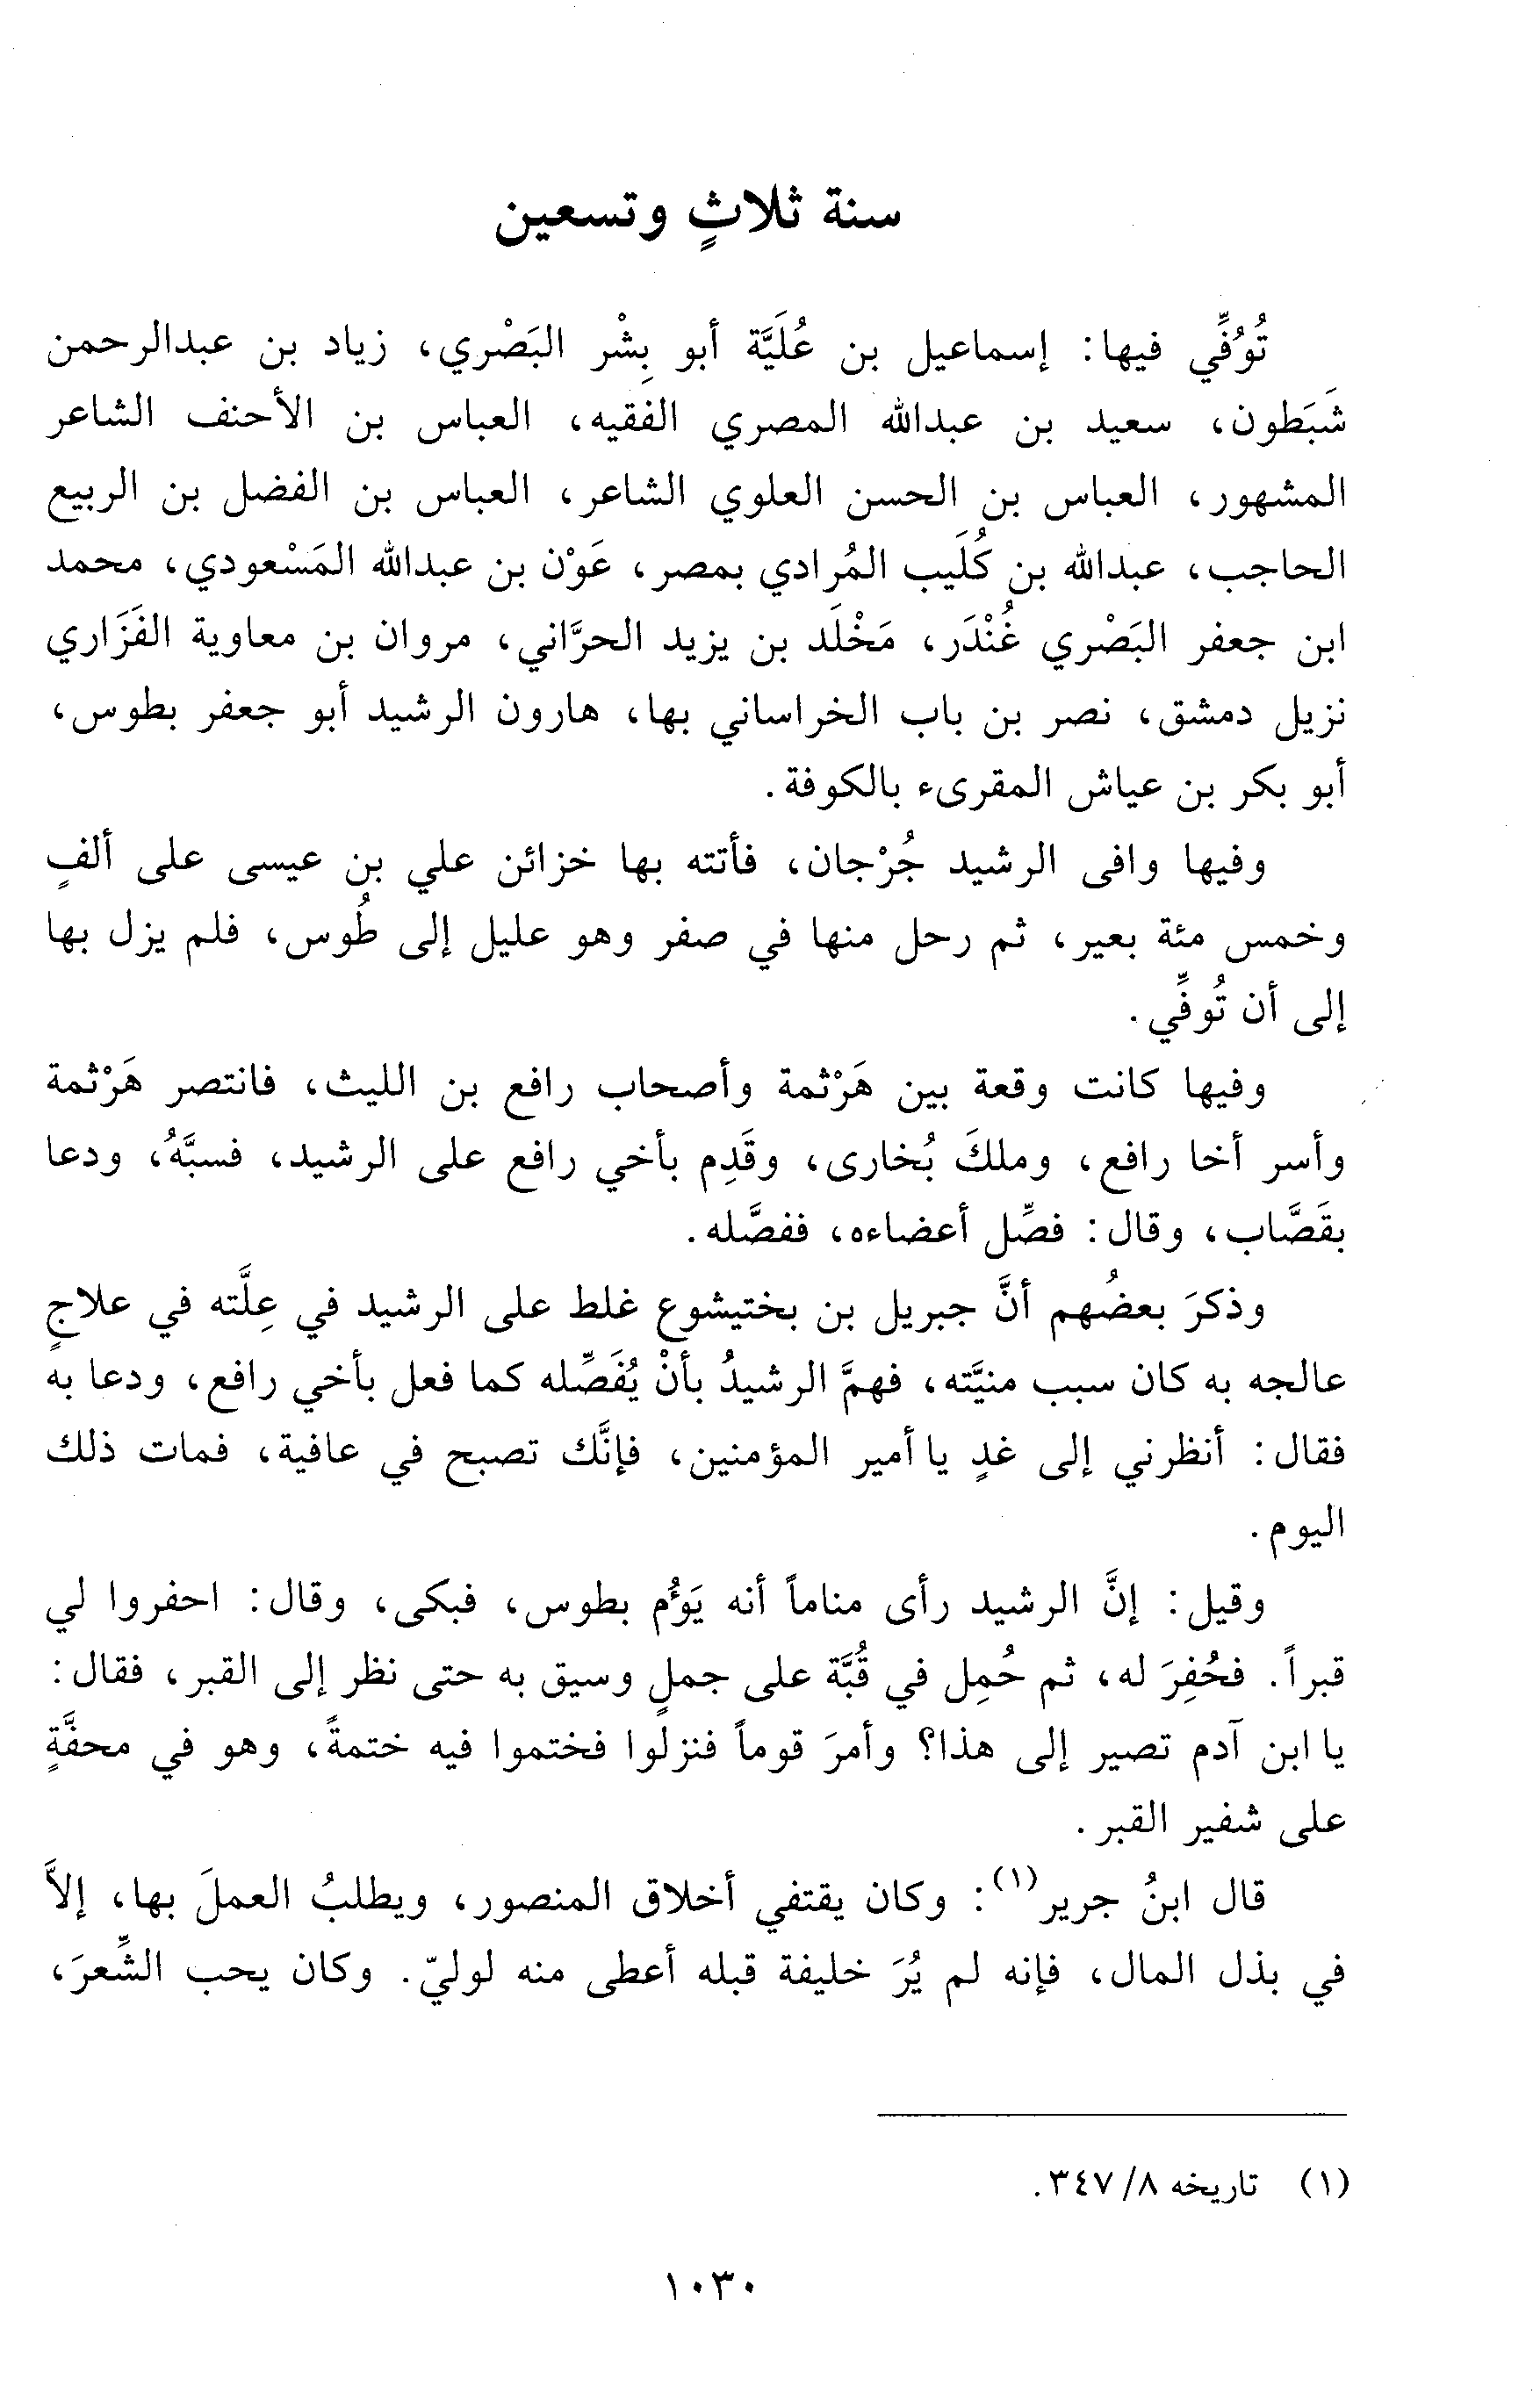 سنة ثلاثٍ وتسعين
تُوُفِّي فيها: إسماعيل بن عُلَيَّة أبو بِشْر البَصْري، زياد بن عبدالرحمن
شَبَطون، سعيد بن عبدالله المصري الفقيه، العباس بن الأحنف الشاعر
المشهور، العباس بن الحسن العلوي الشاعر، العباس بن الفضل بن الربيع
الحاجب، عبدالله بن كُلَيب المُرادي بمصر، عَوْن بن عبدالله المَسْعودي، محمد
ابن جعفر البَصْري غُنْدَر، مَخْلَد بن يزيد الحرَّاني، مروان بن معاوية الفَزَاري
نزيل دمشق، نصر بن باب الخراساني بها، هارون الرشيد أبو جعفر بطوس،
أبو بكر بن عياش المقرىء بالكوفة.
وفيها وافى الرشيد جُرْجان، فأتته بها خزائن علي بن عيسى على ألفٍ
وخمس مئة بعير، ثم رحل منها في صفر وهو عليل إلى طُوس، فلم يزل بها
إلى أن تُوفِّي.
وفيها كانت وقعة بين هَرْثمة وأصحاب رافع بن الليث، فانتصر هَرْثمة
وأسر أخا رافع، وملكَ بُخارى، وقَدِم بأخي رافع على الرشيد، فسبَّهُ، ودعا
بقَصَّاب، وقال: فصِّل أعضاءه، ففصَّله.
وذكرَ بعضُهم أنَّ جبريل بن بختيشوع غلط على الرشيد في عِلَّته في علاجٍ
عالجه به كان سبب منيَّته، فهمَّ الرشيدُ بأنْ يُفَصِّله كما فعل بأخي رافع، ودعا به
فقال: أنظرني إلى غدٍ يا أمير المؤمنين، فإنَّك تصبح في عافية، فمات ذلك
اليوم.
وقيل: إنَّ الرشيد رأى مناماً أنه يَؤُم بطوس، فبكى، وقال: احفروا لي
قبراً. فحُفِرَ له، ثم حُمِل في قُبَّة على جملٍ وسيق به حتى نظر إلى القبر، فقال:
يا ابن آدم تصير إلى هذا؟ وأمرَ قوماً فنزلوا فختموا فيه ختمةً، وهو في محفَّةٍ
على شفير القبر.
قال ابنُ جرير(١): وكان يقتفي أخلاق المنصور، ويطلبُ العملَ بها، إلاَّ
في بذل المال، فإنه لم يُرَ خليفة قبله أعطى منه لوليّ. وكان يحب الشِّعرَ،
(١) تاريخه ٨/ ٣٤٧.
١٠٣٠